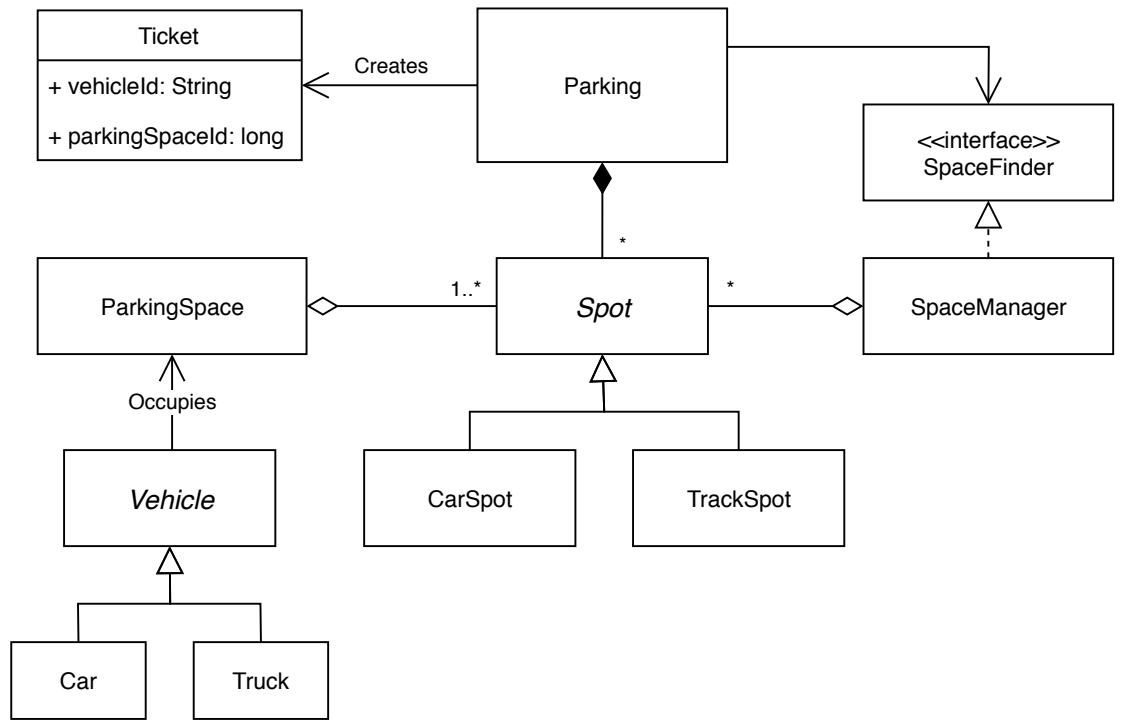 Ticket
+ vehicleId: String
+ parkingSpaceId: long
Creates
Parking
<<interface>>
SpaceFinder
*
ParkingSpace
1..*
Spot
*
SpaceManager
Occupies
Vehicle
CarSpot
TrackSpot
Car
Truck